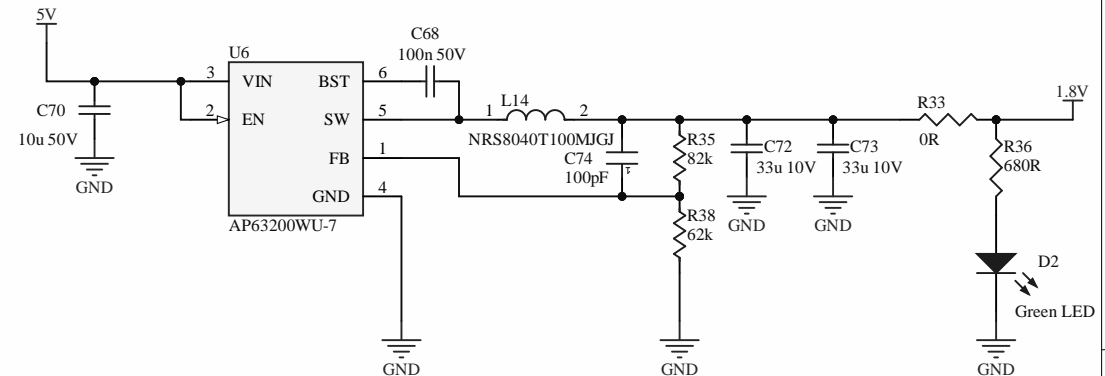 5V
C70
10u 50V
GND
U6
3
VIN
2
EN
BST
6
SW
5
FB
1
GND
4
AP63200WU-7
GND
C68
100n 50V
1
L14
2
NRS8040T100MJGJ
C74
100pF
R35
82k
R38
62k
GND
C72
33u 10V
GND
C73
33u 10V
GND
R33
0R
1.8V
R36
680R
D2
Green LED
GND